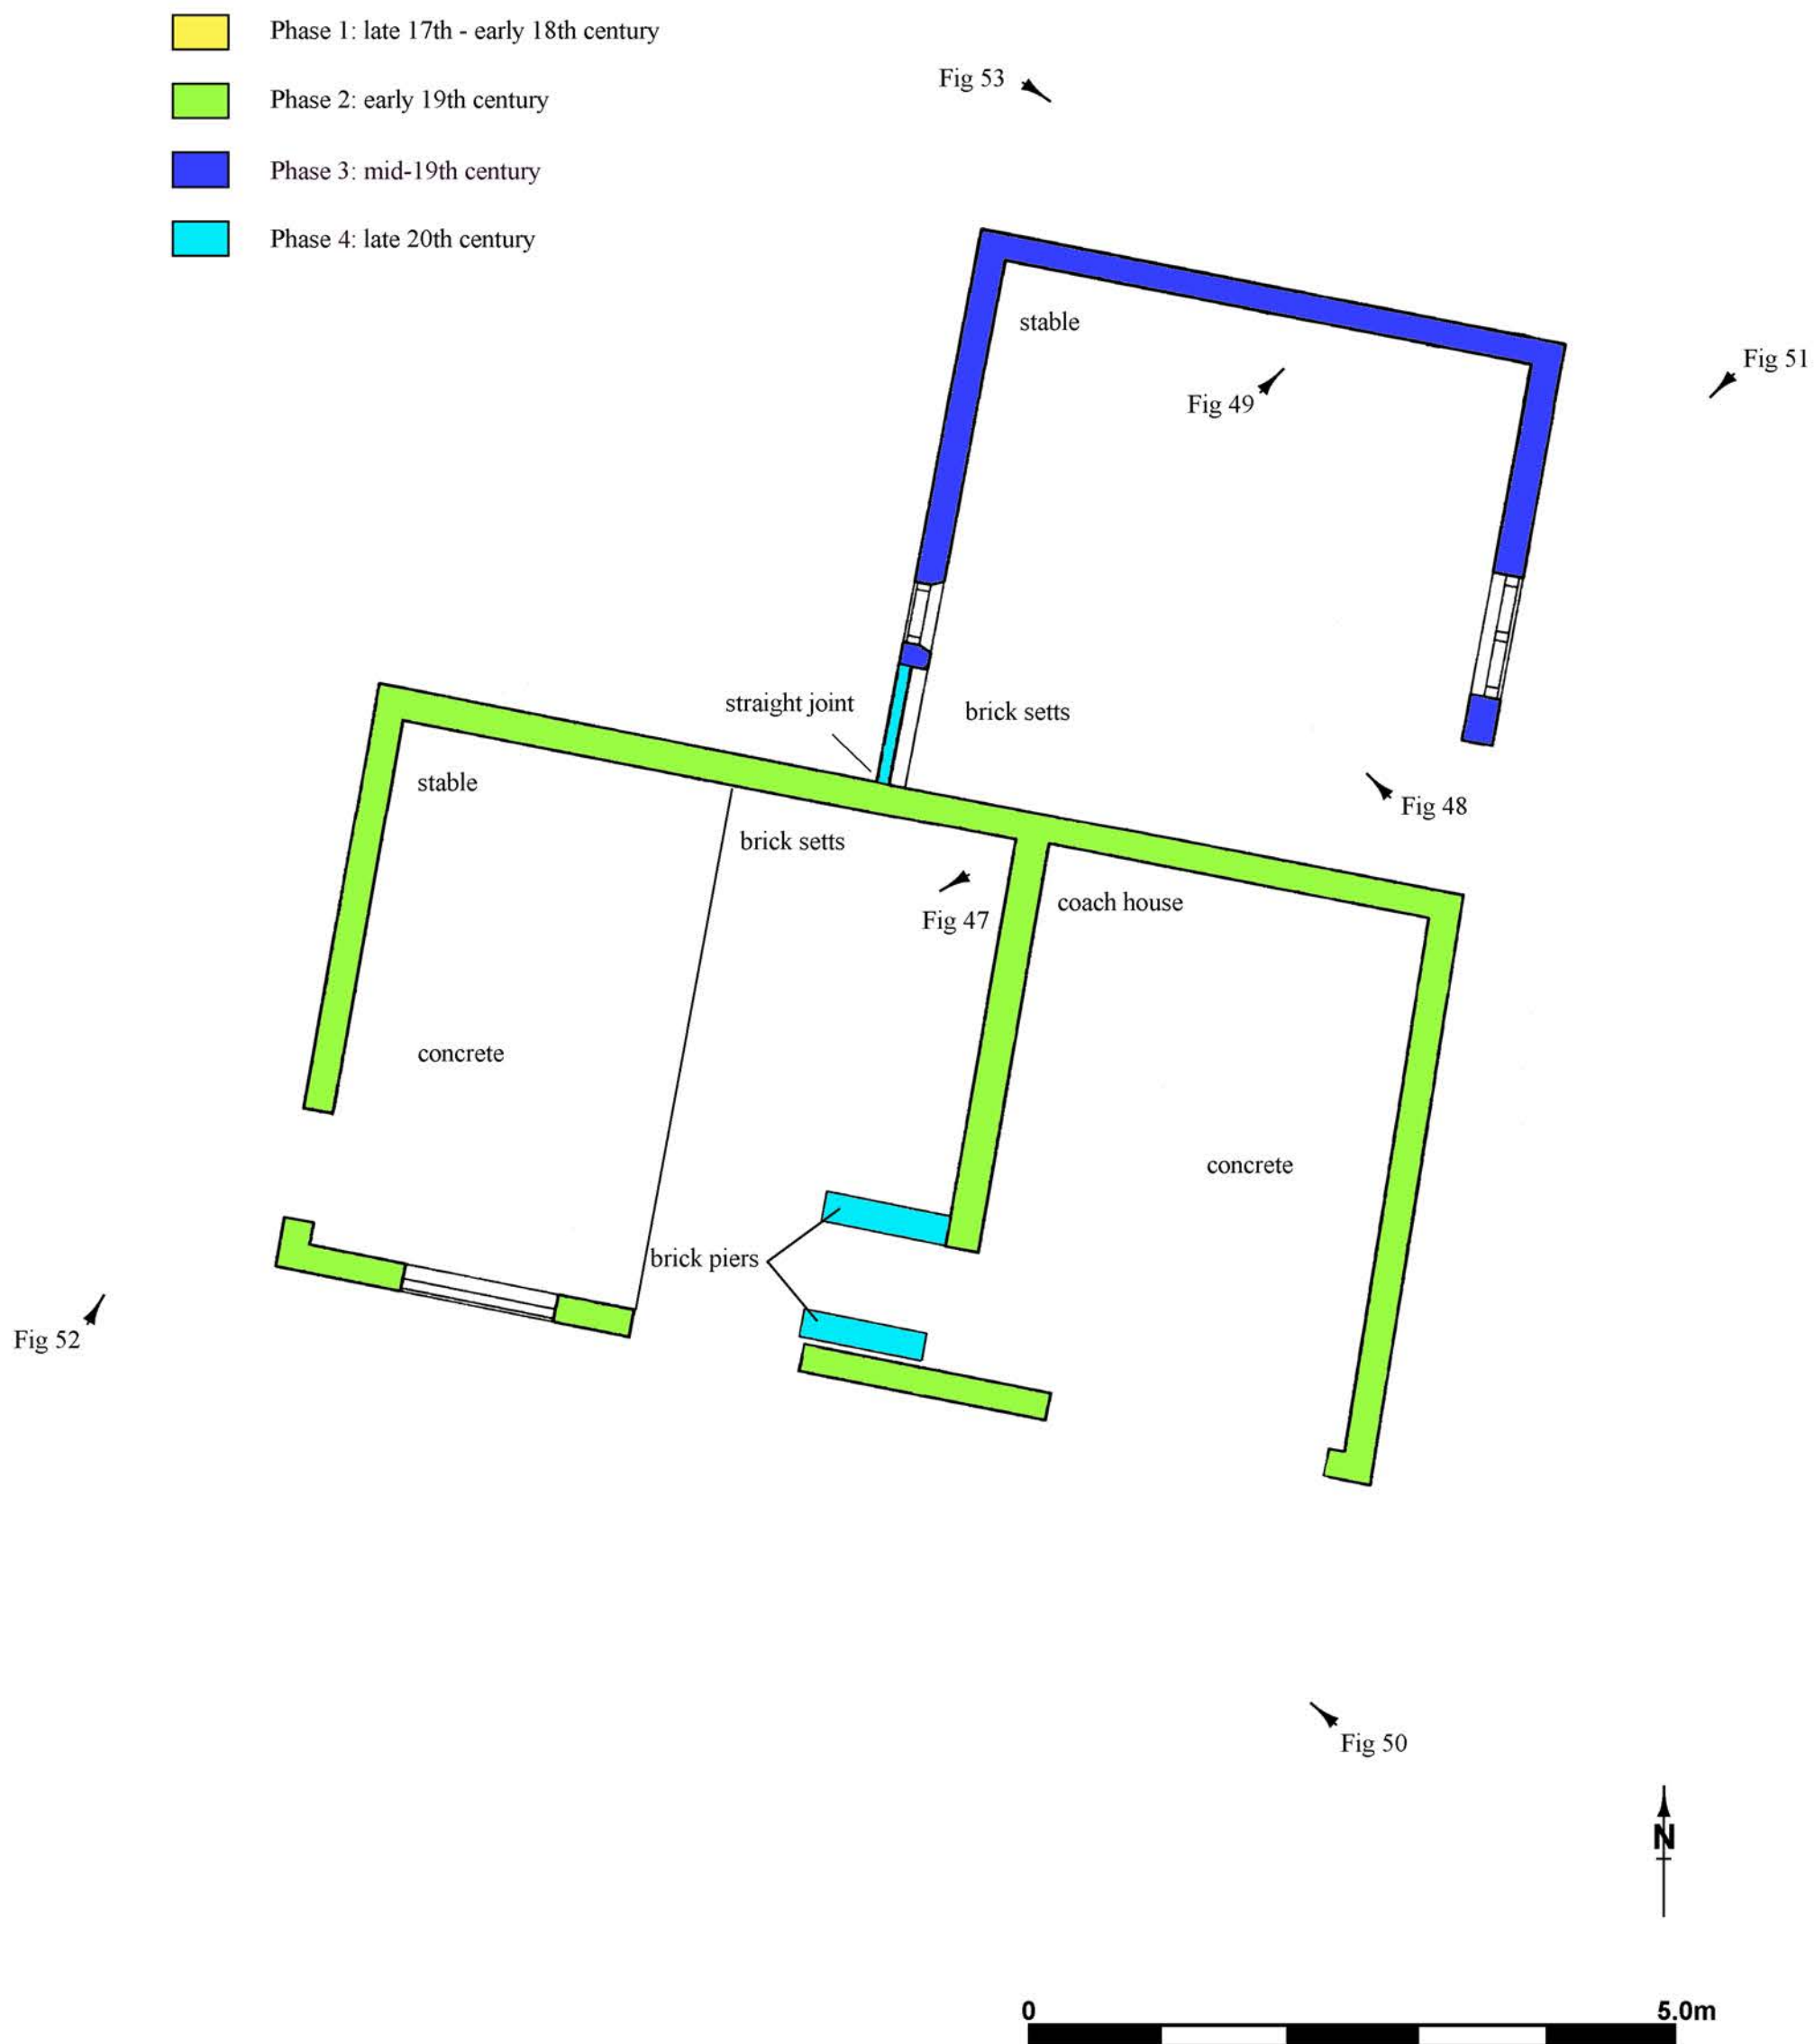 Phase 1: late 17th - early 18th century
Fig 53
Phase 2: early 19th century
Phase 3: mid-19th century
Phase 4: late 20th century
stable
Fig 51
Fig 49
straight joint
brick setts
stable
Fig 48
brick setts
coach house
Fig 47
concrete
concrete
brick piers
Fig 52
Fig 50
N
0
5.0m